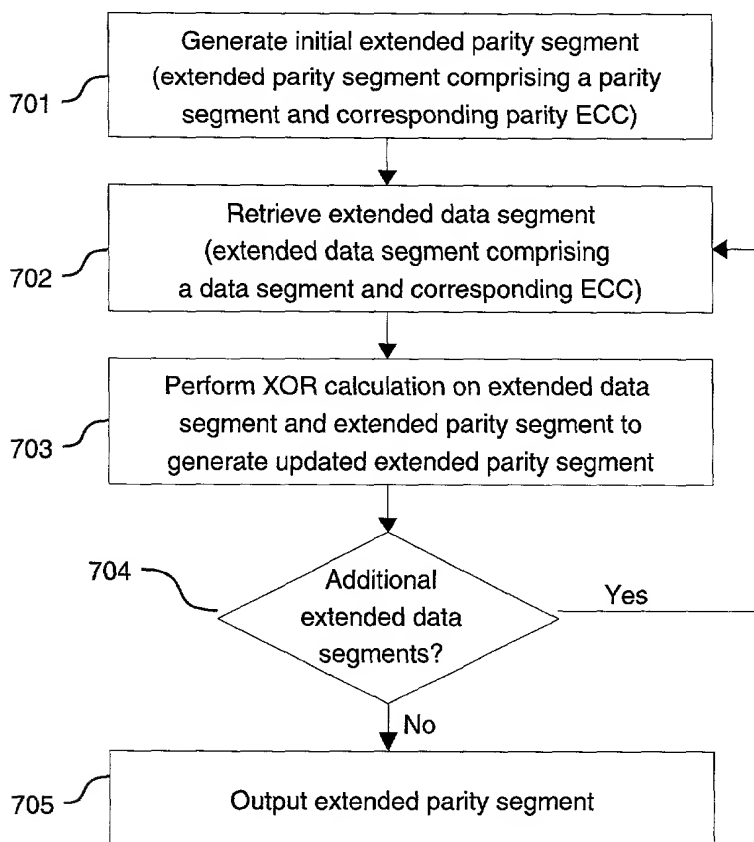 Generate initial extended parity segment
(extended parity segment comprising a parity
segment and corresponding parity ECC)
701
Retrieve extended data segment
(extended data segment comprising
a data segment and corresponding ECC)
702
Perform XOR calculation on extended data
segment and extended parity segment to
generate updated extended parity segment
703
704
Additional
extended data
segments?
Yes
No
Output extended parity segment
705